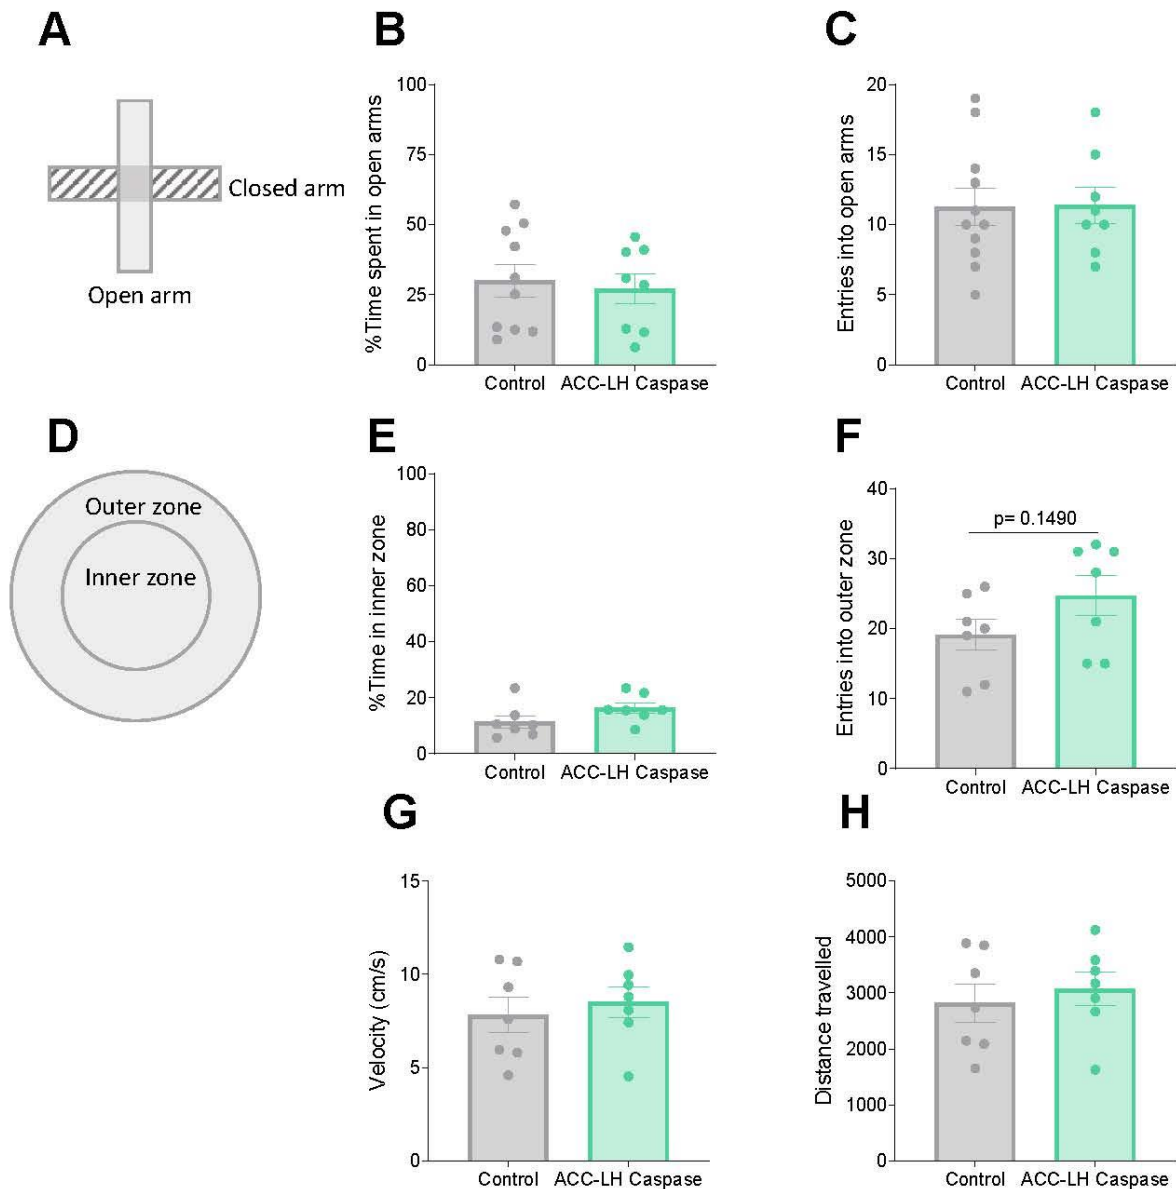 A
Closed arm
Open arm
B
%Time spent in open arms
100
75
50
25
0
Control
ACC-LH Caspase
C
Entries into open arms
20
15
10
5
0
Control
ACC-LH Caspase
D
Outer zone
Inner zone
E
%Time in inner zone
100
80
60
40
20
0
Control
ACC-LH Caspase
F
Entries into outer zone
40
30
20
10
0
p= 0.1490
Control
ACC-LH Caspase
G
Velocity (cm/s)
15
10
5
0
Control
ACC-LH Caspase
H
Distance travelled
5000
4000
3000
2000
1000
0
Control
ACC-LH Caspase